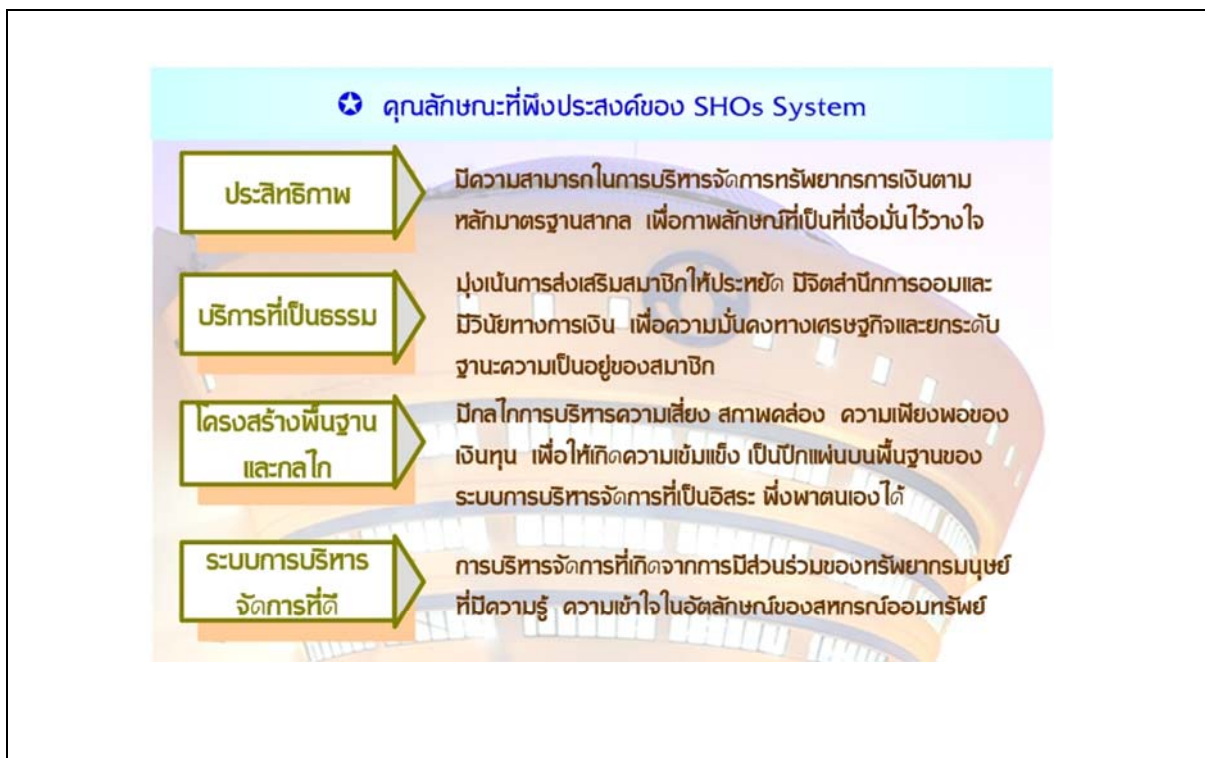 ✪ คุณลักษณะที่พึงประสงค์ของ SHOs System
ประสิทธิภาพ
มีความสามารถในการบริหารจัดการทรัพยากรการเงินตาม
หลักมาตรฐานสากล เพื่อภาพลักษณ์ที่เป็นที่เชื่อมั่นไว้วางใจ
บริการที่เป็นธรรม
มุ่งเน้นการส่งเสริมสมาชิกให้ประหยัด มีจิตสำนึกการออมและ
มีวินัยทางการเงิน เพื่อความมั่นคงทางเศรษฐกิจและยกระดับ
ฐานะความเป็นอยู่ของสมาชิก
โครงสร้างพื้นฐาน
และกลไก
มีกลไกการบริหารความเสี่ยง สภาพคล่อง ความเพียงพอของ
เงินทุน เพื่อให้เกิดความเข้มแข็ง เป็นปึกแผ่นบนพื้นฐานของ
ระบบการบริหารจัดการที่เป็นอิสระ พึ่งพาตนเองได้
ระบบการบริหาร
จัดการที่ดี
การบริหารจัดการที่เกิดจากการมีส่วนร่วมของทรัพยากรมนุษย์
ที่มีความรู้ ความเข้าใจในอัตลักษณ์ของสหกรณ์ออมทรัพย์